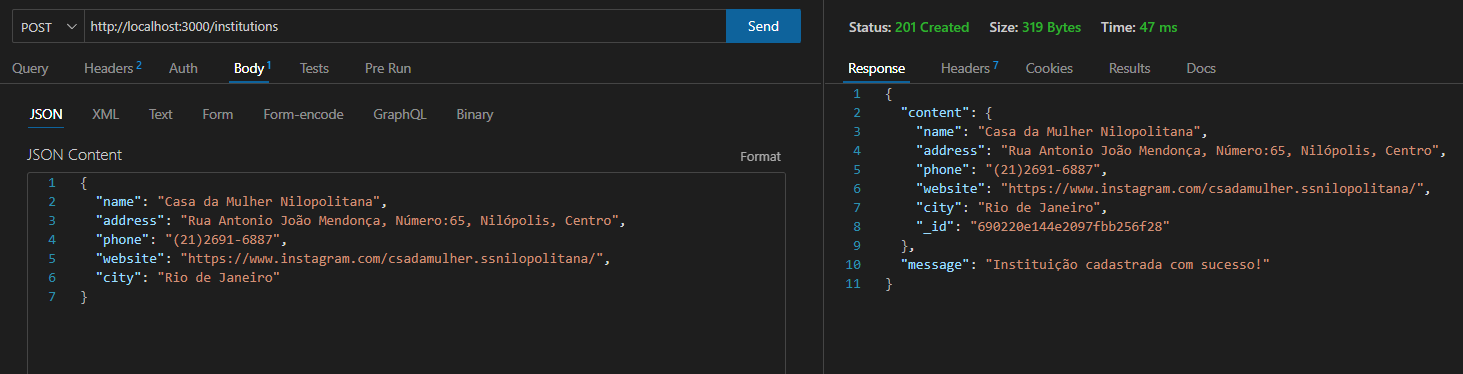 POST http://localhost:3000/institutions Send
Query Headers 2 Auth Body 1 Tests Pre Run
JSON XML Text Form Form-encode GraphQL Binary
JSON Content Format
1 {
2 "name": "Casa da Mulher Nilopolitana",
3 "address": "Rua Antonio João Mendonça, Número:65, Nilópolis, Centro",
4 "phone": "(21)2691-6887",
5 "website": "https://www.instagram.com/csadamulher.ssnilopolitana/",
6 "city": "Rio de Janeiro"
7 }
Status: 201 Created Size: 319 Bytes Time: 47 ms
Response Headers 7 Cookies Results Docs
1 {
2 "content": {
3 "name": "Casa da Mulher Nilopolitana",
4 "address": "Rua Antonio João Mendonça, Número:65, Nilópolis, Centro",
5 "phone": "(21)2691-6887",
6 "website": "https://www.instagram.com/csadamulher.ssnilopolitana/",
7 "city": "Rio de Janeiro",
8 "_id": "690220e144e2097fbb256f28"
9 },
10 "message": "Instituição cadastrada com sucesso!"
11 }